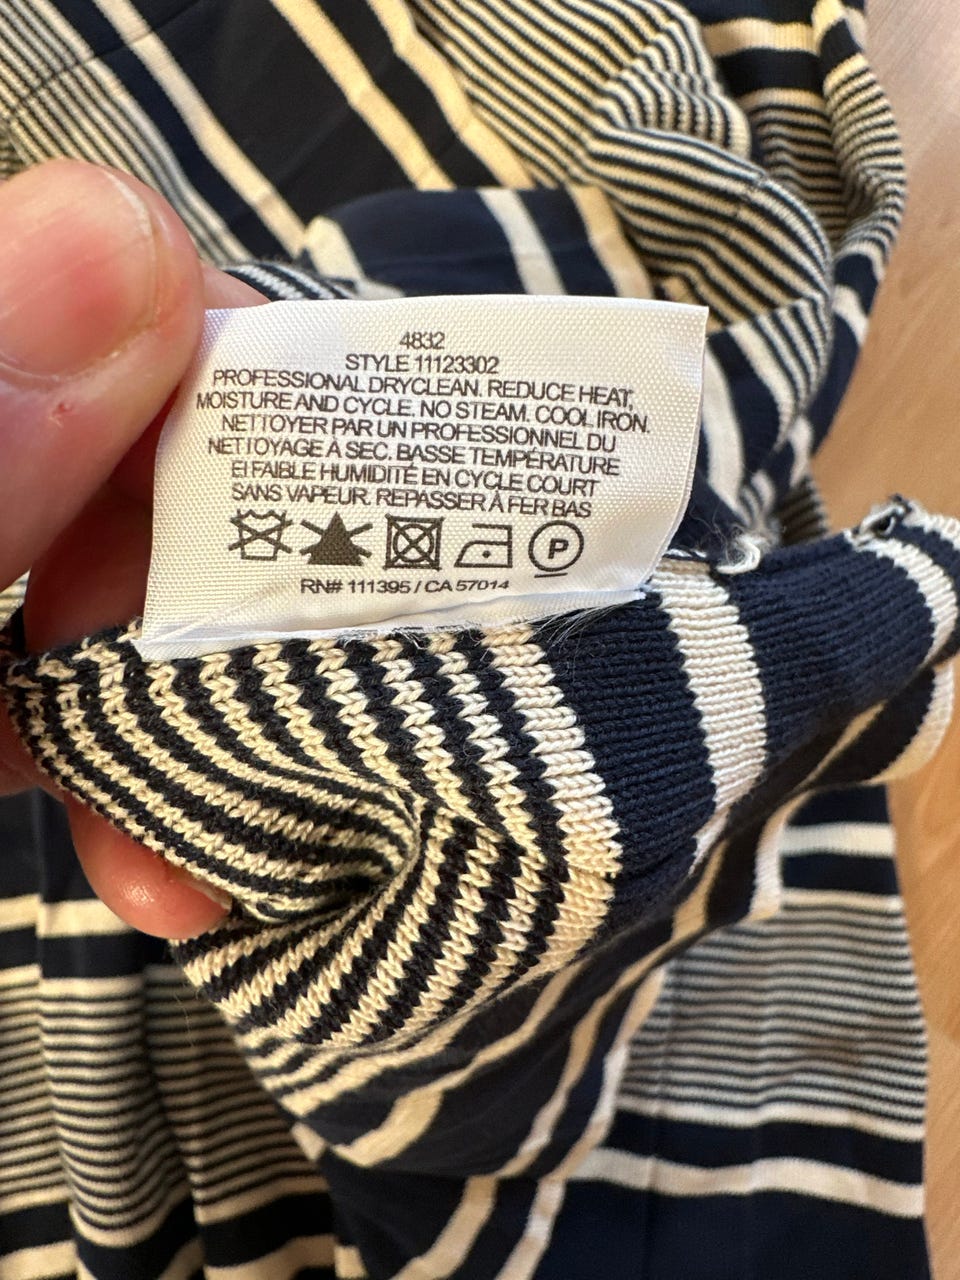 4832
STYLE 11123302
PROFESSIONAL DRYCLEAN. REDUCE HEAT,
MOISTURE AND CYCLE. NO STEAM. COOL IRON.
NETTOYER PAR UN PROFESSIONNEL DU
NETTOYAGE À SEC. BASSE TEMPÉRATURE
EI FAIBLE HUMIDITÉ EN CYCLE COURT
SANS VAPEUR. REPASSER À FER BAS
P
RN# 111395 / CA 57014